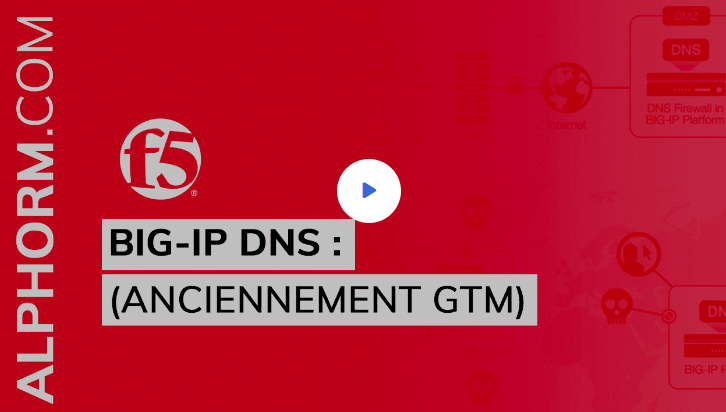 ALPHORM.COM
f5®
BIG-IP DNS :
(ANCIENNEMENT GTM)
DMZ
DNS
DNS Firewall in
BIG-IP Platform
Internet
DN
BIG-IP P